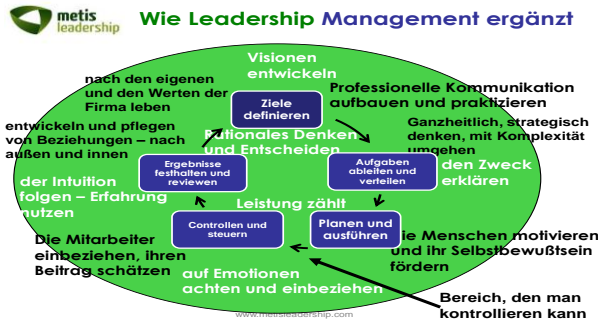 metis
leadership
Wie Leadership Management ergänzt
Visionen
entwickeln
nach den eigenen
und den Werten der
Firma leben
Professionelle Kommunikation
aufbauen und praktizieren
Ziele
definieren
Ganzheitlich, strategisch
denken, mit Komplexität
umgehen
entwickeln und pflegen
von Beziehungen – nach
außen und innen
Rationales Denken
und Entscheiden
Ergebnisse
festhalten und
reviewen
Aufgaben
ableiten und
verteilen
den Zweck
erklären
der Intuition
folgen – Erfahrung
nutzen
Leistung zählt
Controllen und
steuern
Planen und
ausführen
Die Mitarbeiter
einbeziehen, ihren
Beitrag schätzen
die Menschen motivieren
und ihr Selbstbewußtsein
fördern
auf Emotionen
achten und einbeziehen
Bereich, den man
kontrollieren kann
www.metisleadership.com